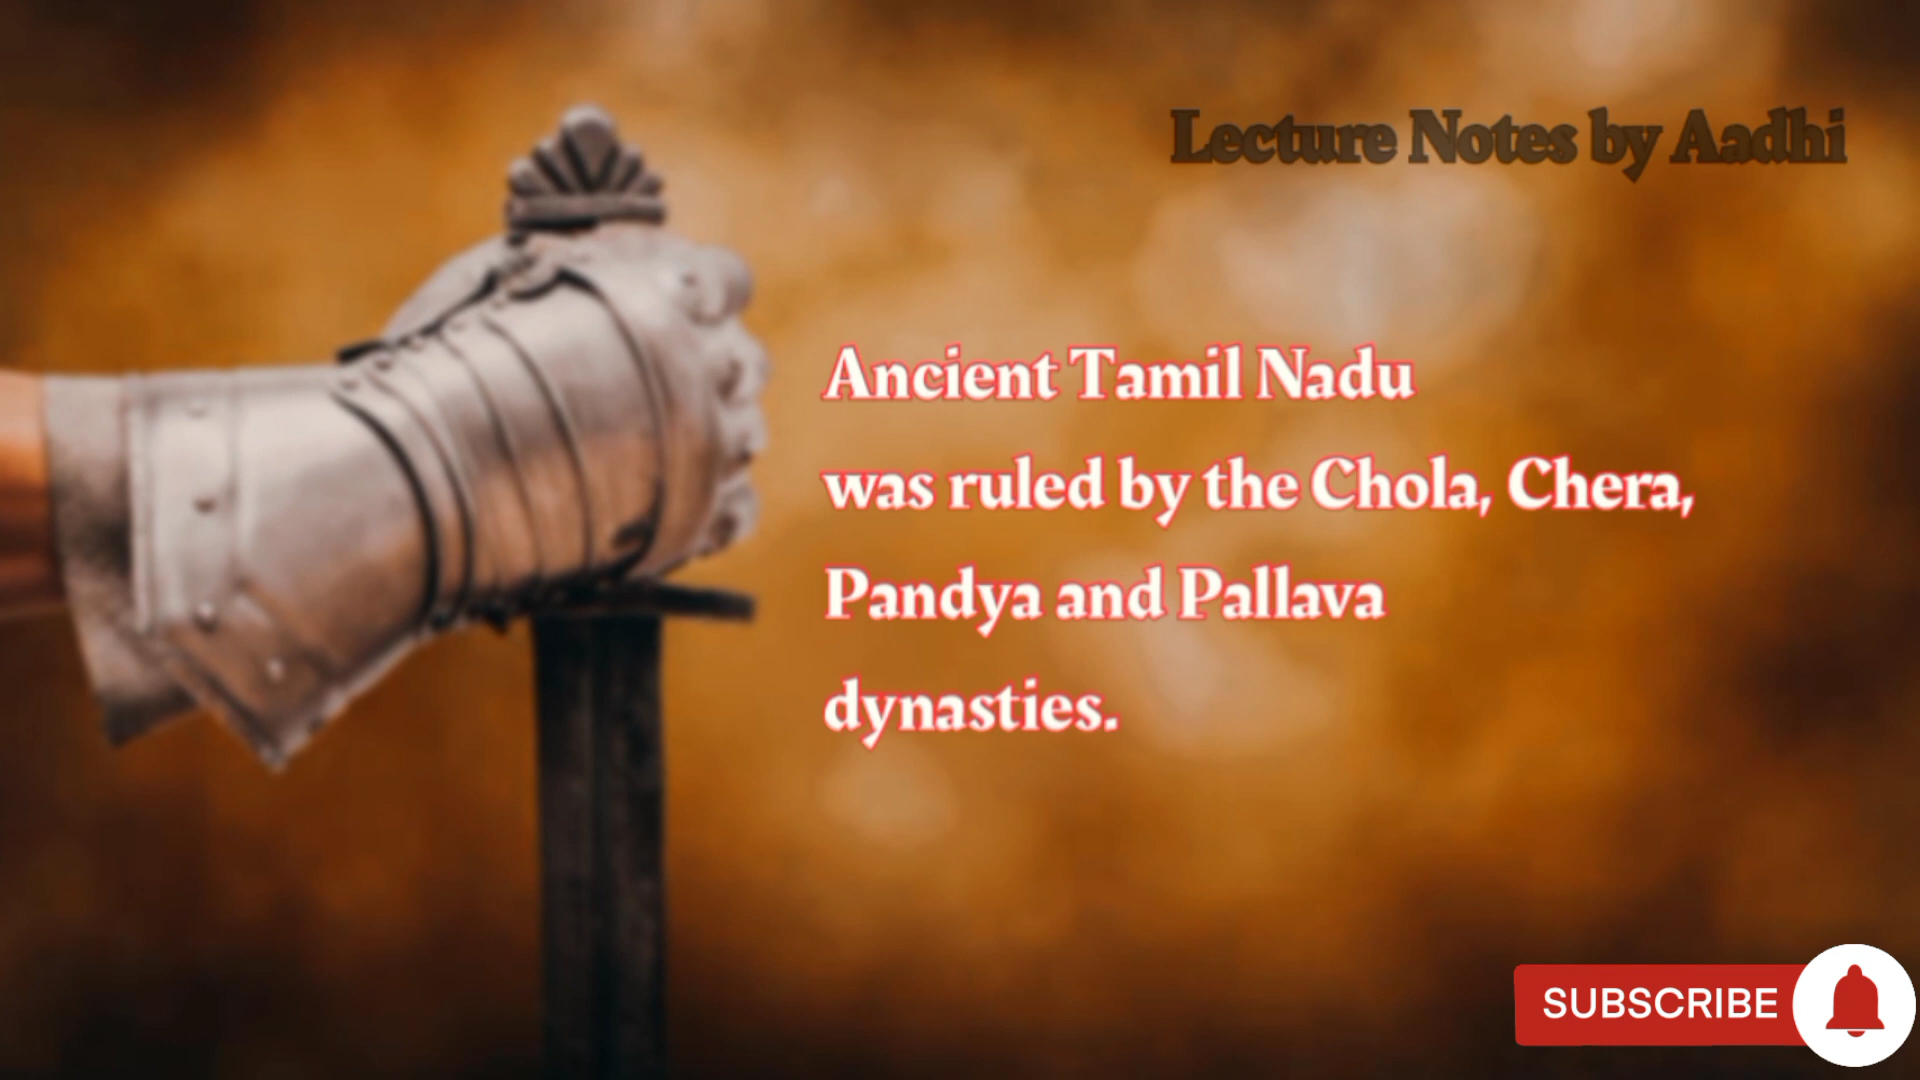 Lecture Notes by Aadhi
Ancient Tamil Nadu
was ruled by the Chola, Chera,
Pandya and Pallava
dynasties.
SUBSCRIBE